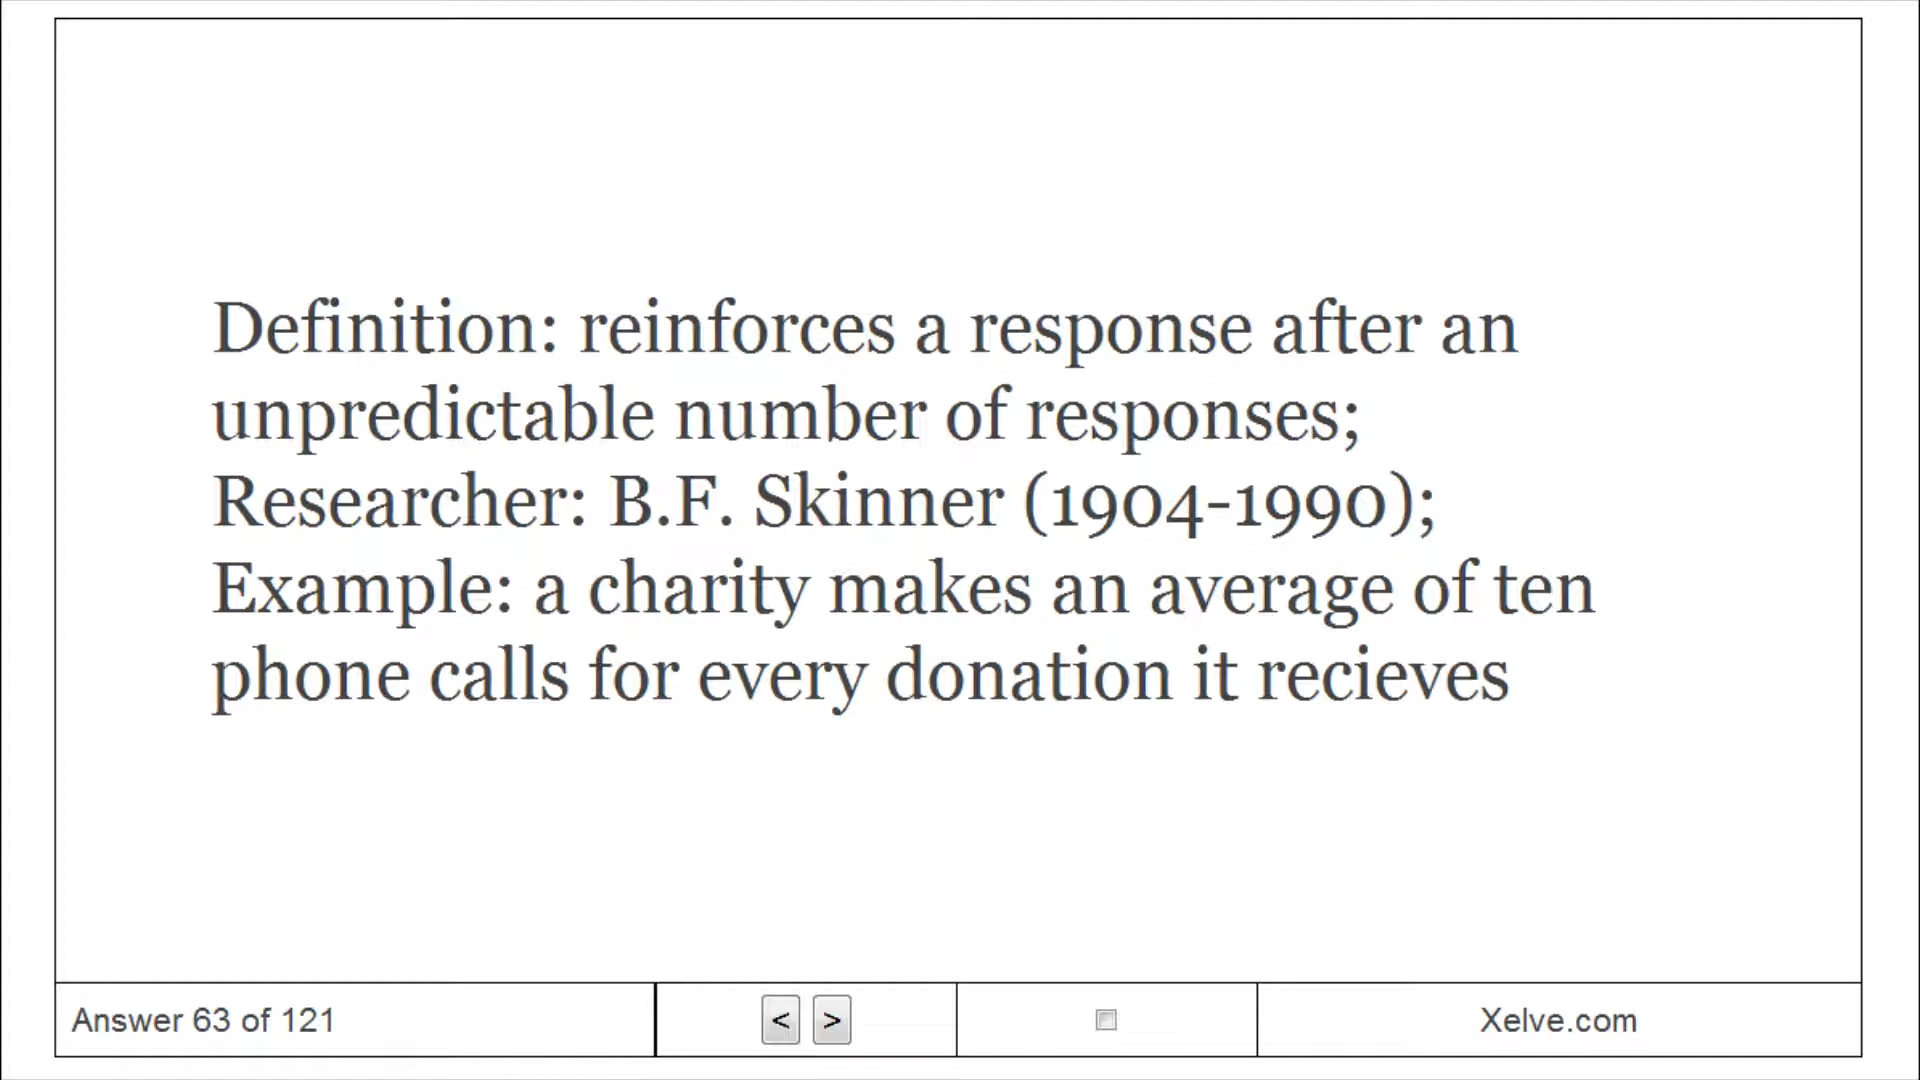 Definition: reinforces a response after an
unpredictable number of responses;
Researcher: B.F. Skinner (1904-1990);
Example: a charity makes an average of ten
phone calls for every donation it recieves
Answer 63 of 121
< >
Xelve.com